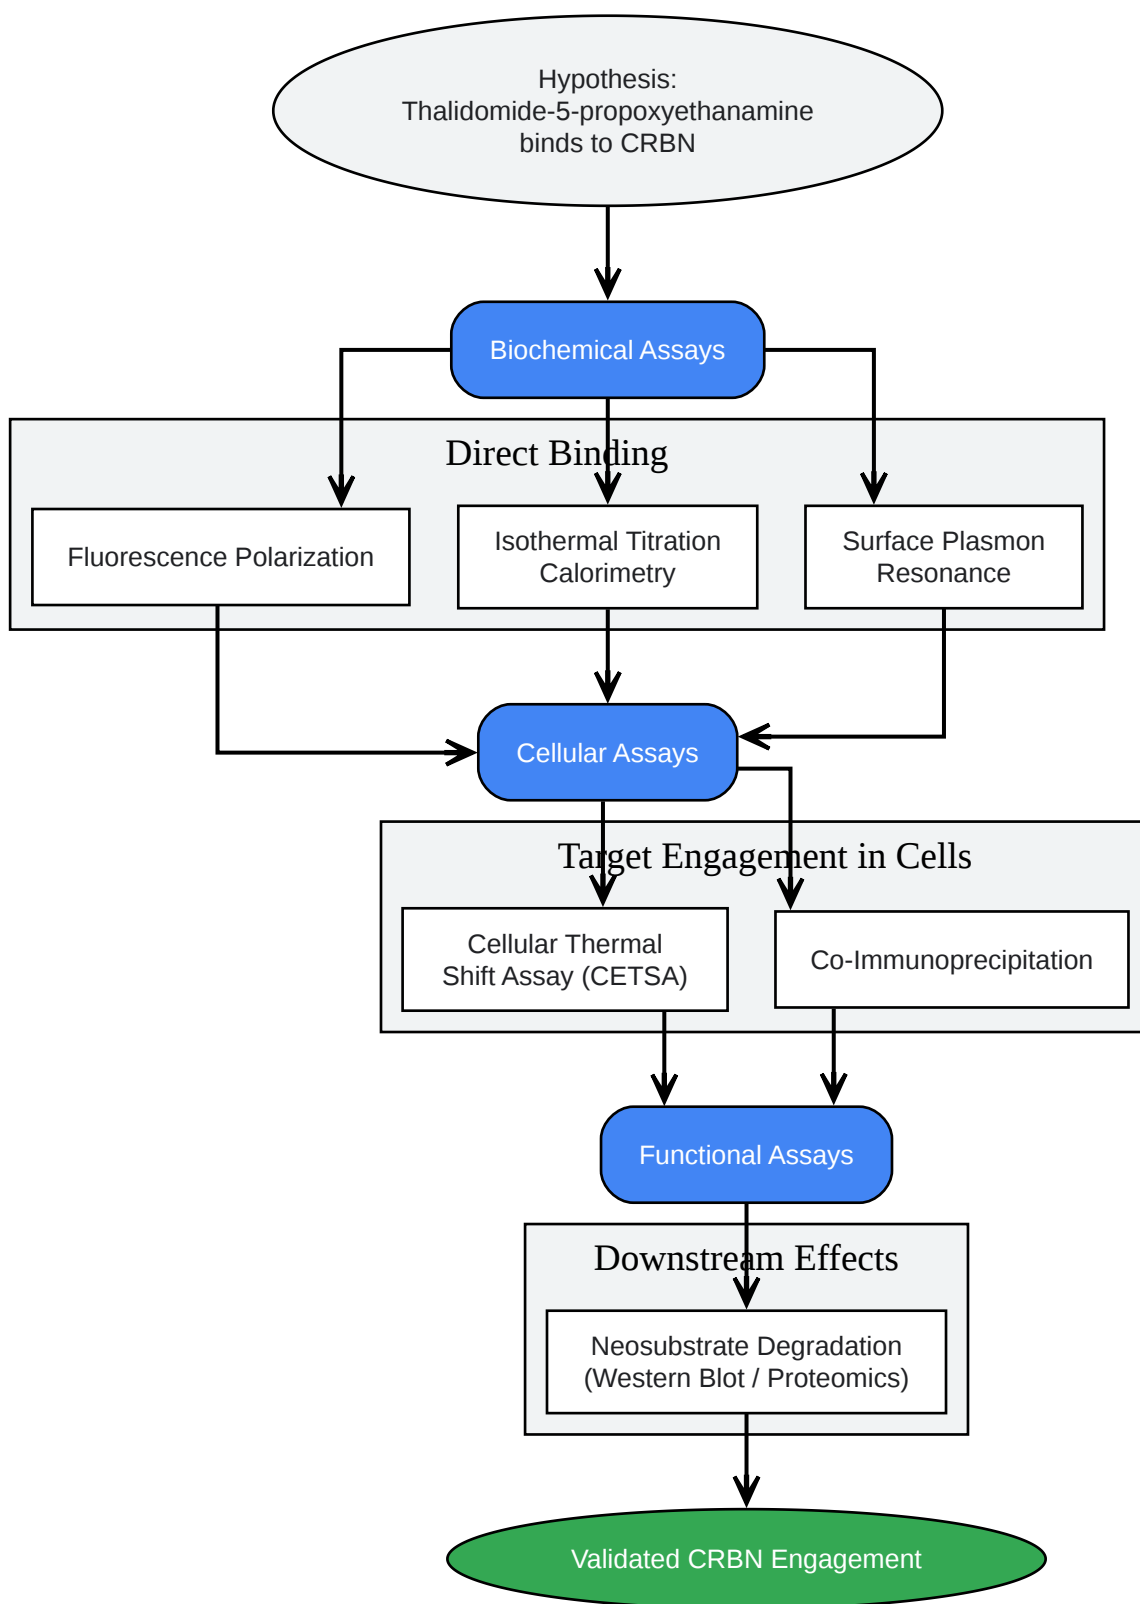 Hypothesis:
Thalidomide-5-propoxyethanamine
binds to CRBN
Biochemical Assays
Direct Binding
Fluorescence Polarization
Isothermal Titration
Calorimetry
Surface Plasmon
Resonance
Cellular Assays
Target Engagement in Cells
Cellular Thermal
Shift Assay (CETSA)
Co-Immunoprecipitation
Functional Assays
Downstream Effects
Neosubstrate Degradation
(Western Blot / Proteomics)
Validated CRBN Engagement